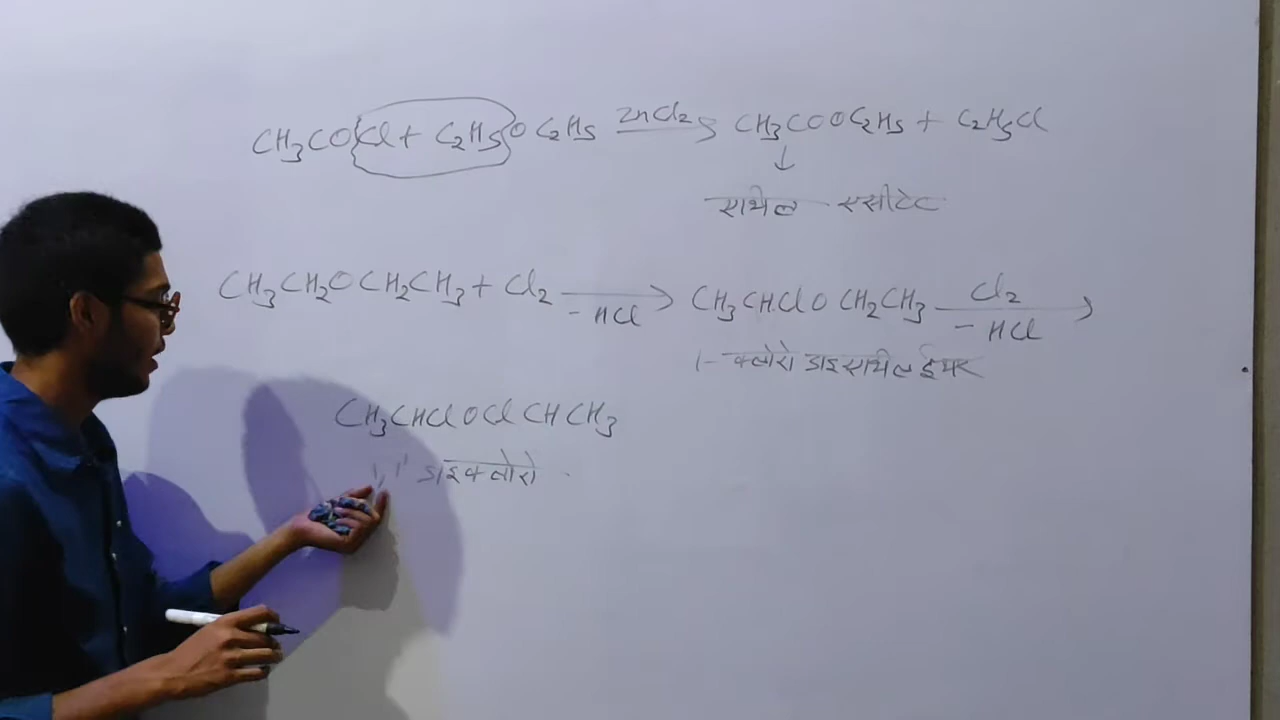 CH3COCl + C2H5OC2H5 ZnCl2→ CH3COOC2H5 + C2H5Cl
↓
एथिल एसीटेट
CH3CH2OCH2CH3 + Cl2 →-HCl CH3CHClOCH2CH3 Cl2→-HCl
1- क्लोरो डाइएथिल ईथर
CH3CHClOClCHCH3
1,1' डाइक्लोरो